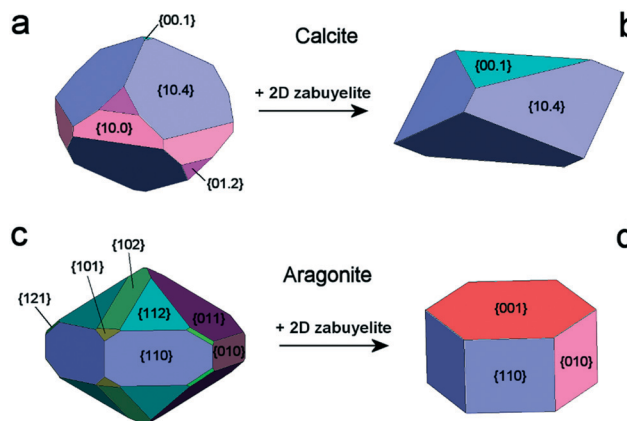 a
{00.1}
Calcite
b
{00.1}
{10.4}
+ 2D zabuyelite
{10.4}
{10.0}
{01.2}
c
{102}
d
{101}
Aragonite
{121}
{112}
{011}
+ 2D zabuyelite
{001}
{110}
{010}
{110}
{010}